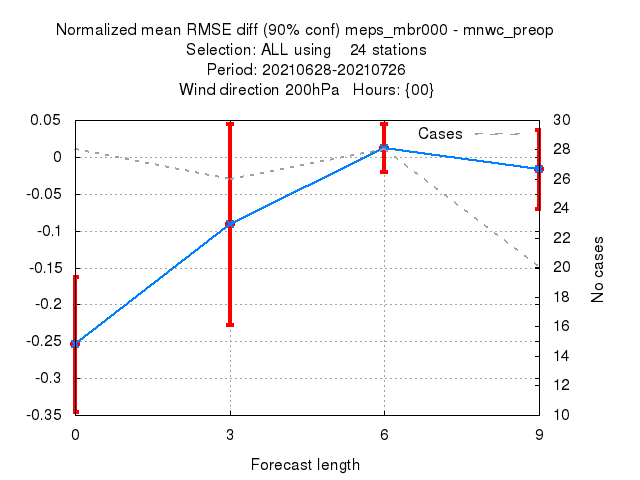 Normalized mean RMSE diff (90% conf) meps_mbr000 - mnwc_preop
Selection: ALL using    24 stations
Period: 20210628-20210726
Wind direction 200hPa   Hours: {00}
Cases
0.05
0
-0.05
-0.1
-0.15
-0.2
-0.25
-0.3
-0.35
30
28
26
24
22
20
18
16
14
12
10
No cases
0 3 6 9
Forecast length